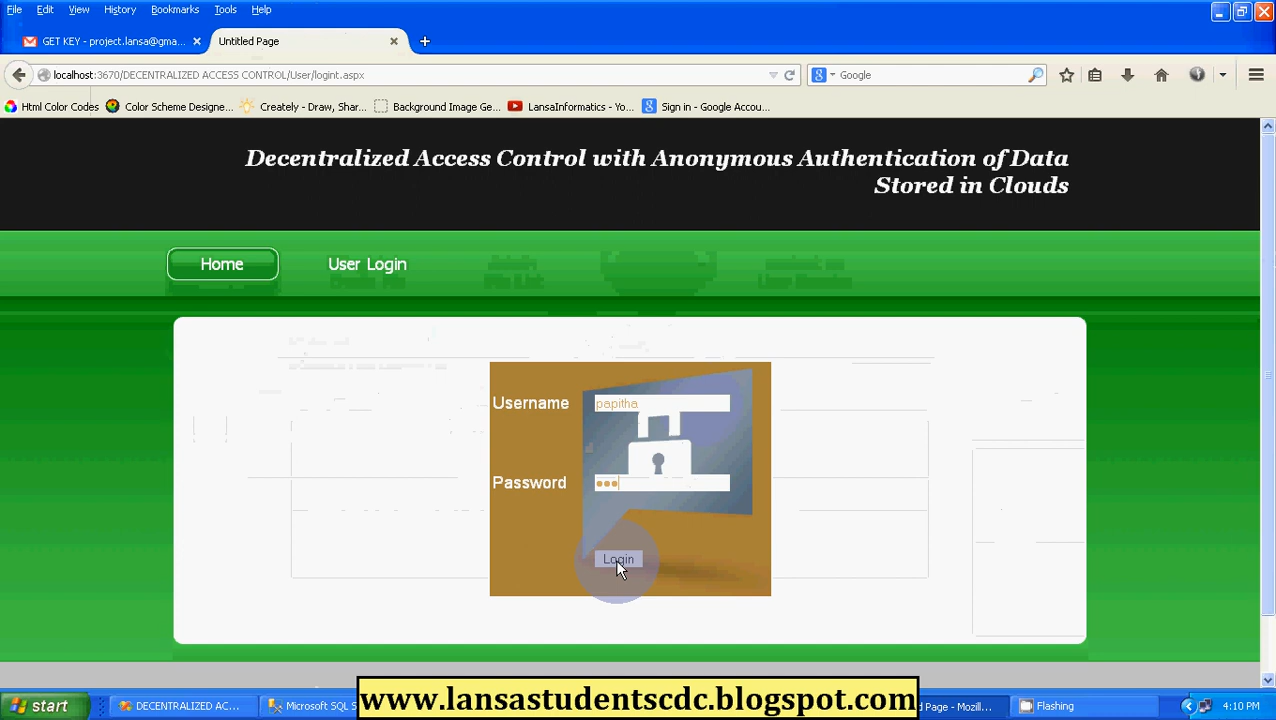 File Edit View History Bookmarks Tools Help
GET KEY - project.lansa@gma... Untitled Page
localhost:3670/DECENTRALIZED ACCESS CONTROL/User/logint.aspx Google
Html Color Codes Color Scheme Designe... Creately - Draw, Shar... Background Image Ge... LansaInformatics - Yo... Sign in - Google Accou...
Decentralized Access Control with Anonymous Authentication of Data
Stored in Clouds
Home User Login
Username papitha
Password •••
Login
start DECENTRALIZED AC... Microsoft SQL S www.lansastudentscdc.blogspot.com Page - Mozill... Flashing 4:10 PM